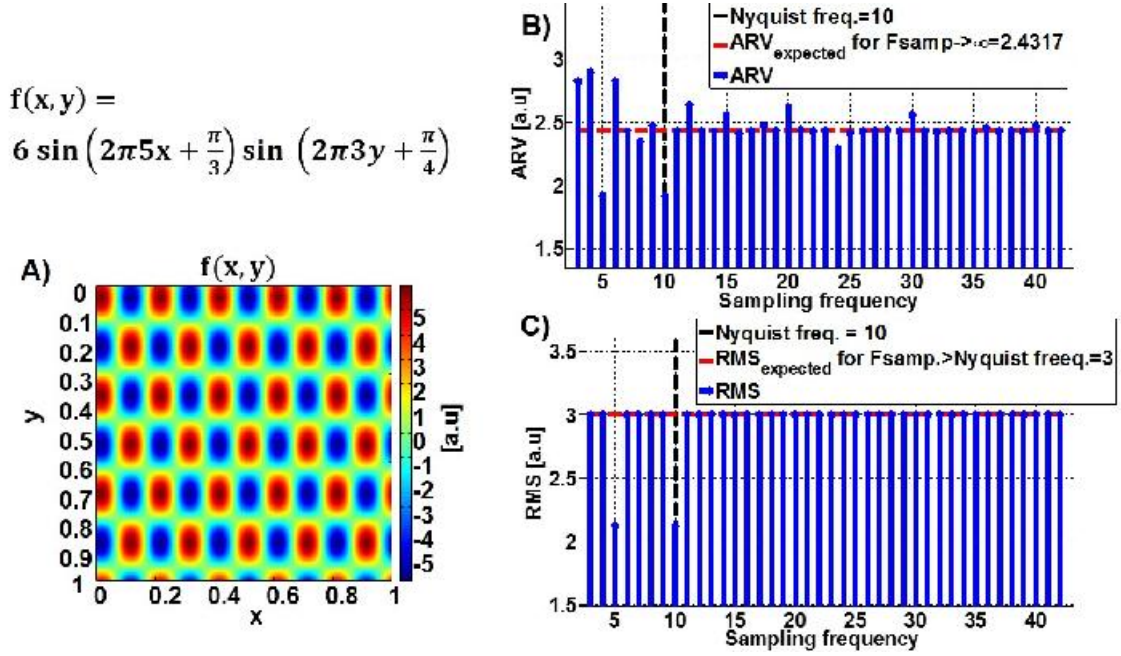 f(x, y) =
6 sin (2π5x + π/3) sin (2π3y + π/4)
A)
f(x, y)
0
0.1
0.2
0.3
0.4
0.5
0.6
0.7
0.8
0.9
1
y
0 0.2 0.4 0.6 0.8 1
x
5
4
3
2
1
0
-1
-2
-3
-4
-5
[a.u]
B)
Nyquist freq.=10
ARVexpected for Fsamp->∞=2.4317
ARV
3
2.5
2
1.5
ARV [a.u]
5 10 15 20 25 30 35 40
Sampling frequency
C)
Nyquist freq. = 10
RMSexpected for Fsamp.>Nyquist freeq.=3
RMS
3.5
3
2.5
2
1.5
RMS [a.u]
5 10 15 20 25 30 35 40
Sampling frequency